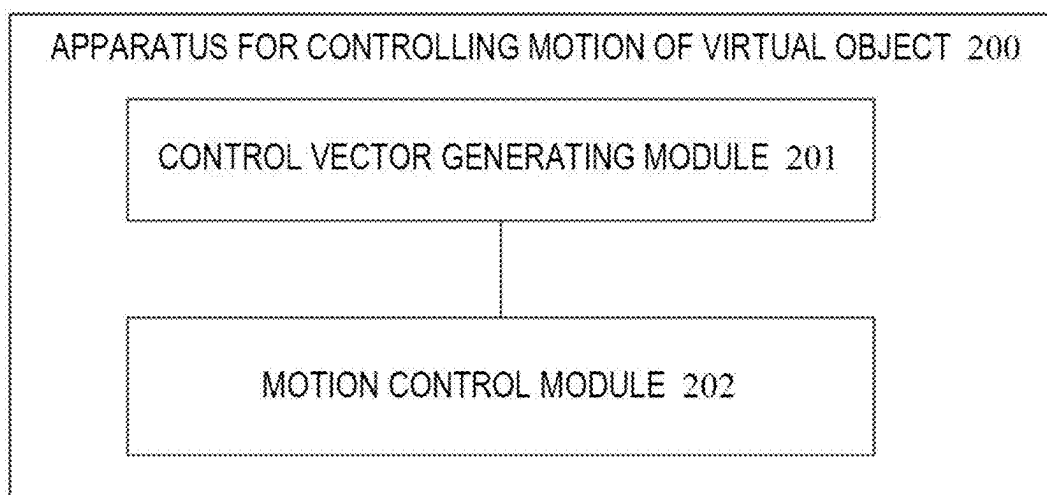 APPARATUS FOR CONTROLLING MOTION OF VIRTUAL OBJECT 200
CONTROL VECTOR GENERATING MODULE 201
MOTION CONTROL MODULE 202